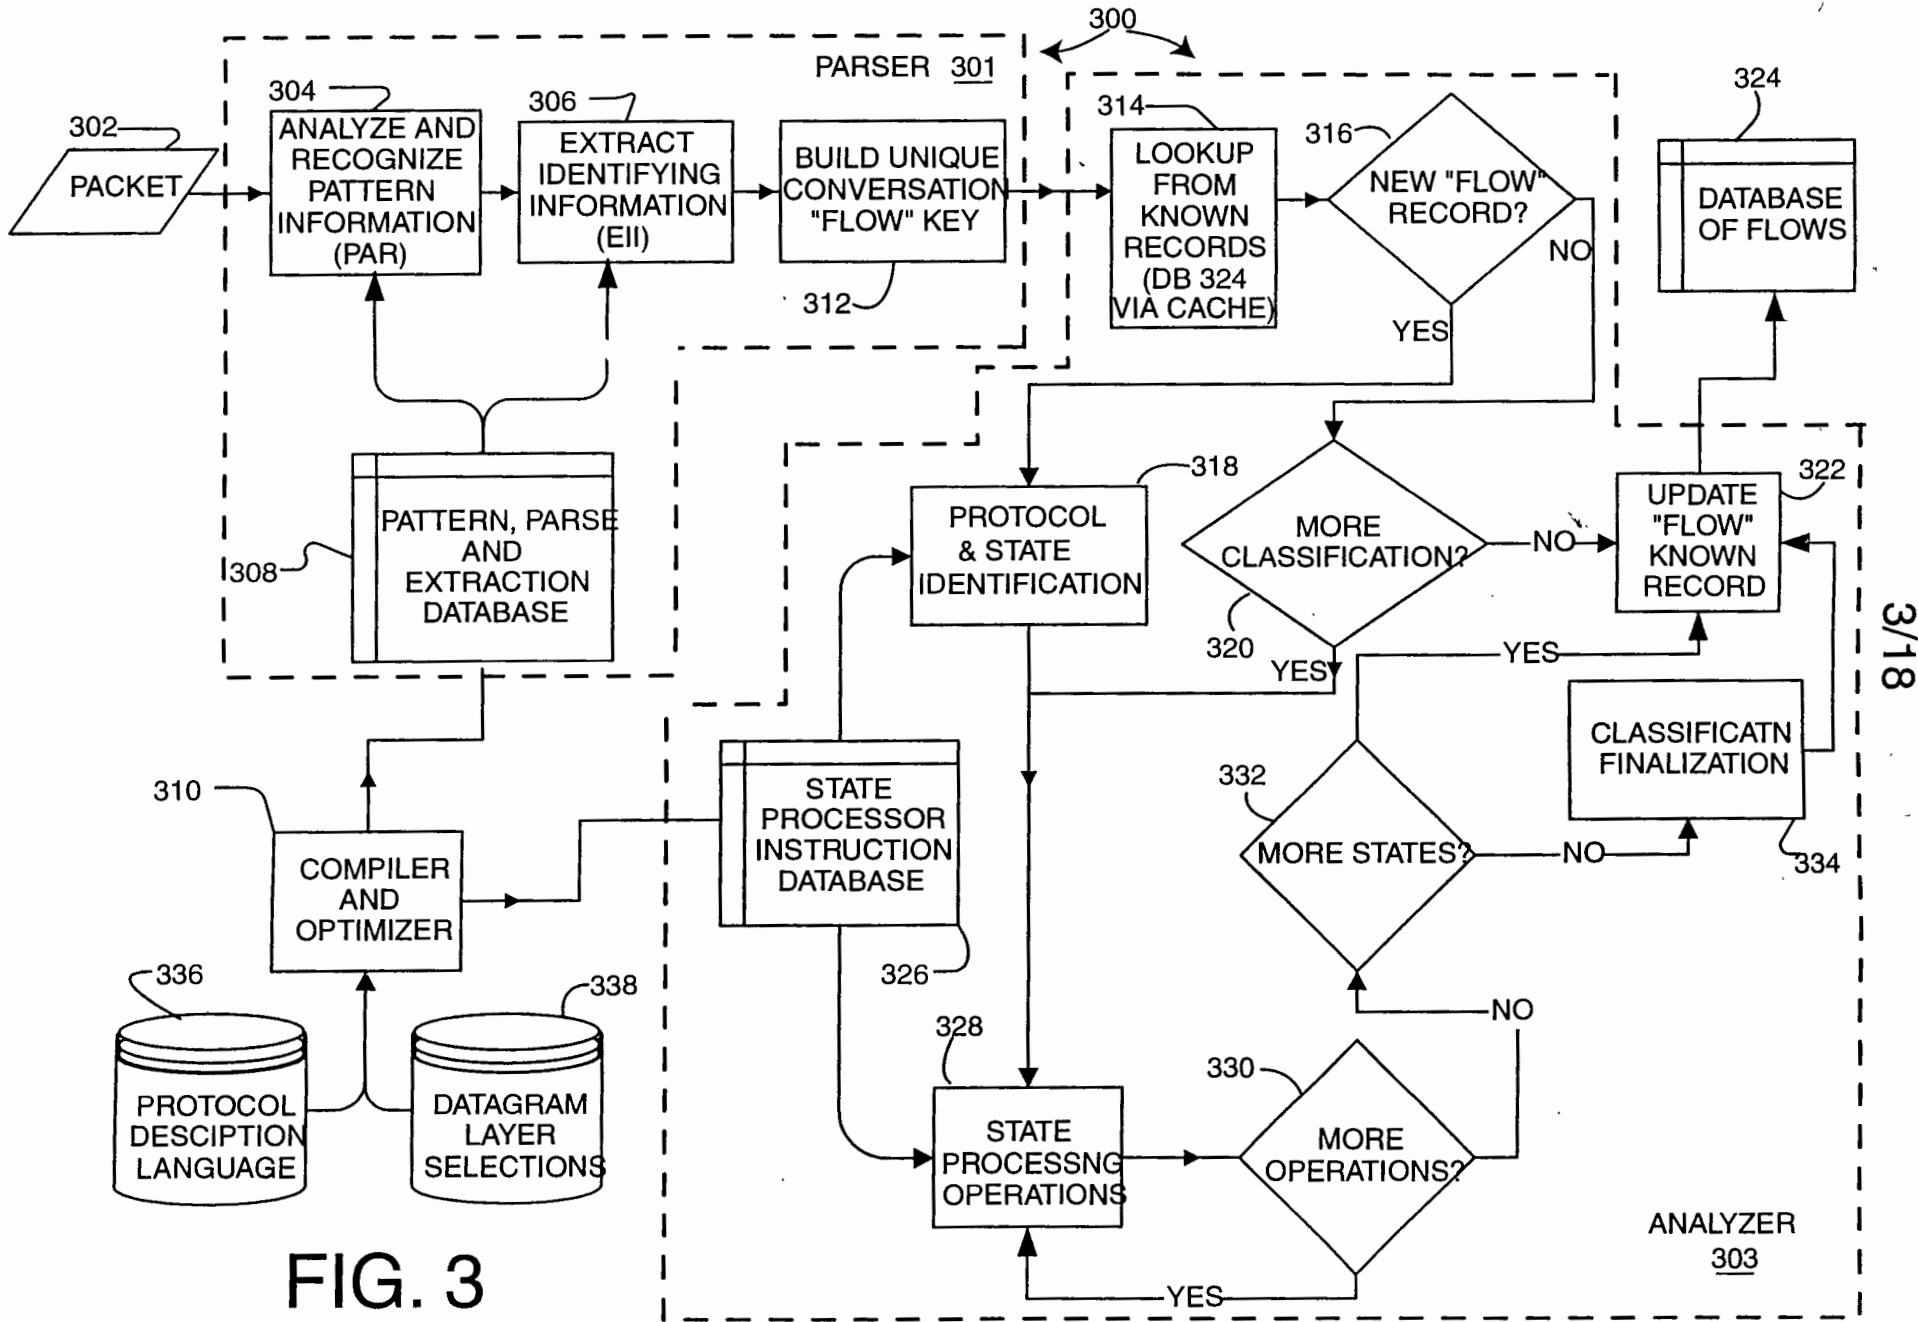 300
PARSER 301
302
PACKET
304
ANALYZE AND
RECOGNIZE
PATTERN
INFORMATION
(PAR)
306
EXTRACT
IDENTIFYING
INFORMATION
(EII)
BUILD UNIQUE
CONVERSATION
"FLOW" KEY
312
314
LOOKUP
FROM
KNOWN
RECORDS
(DB 324
VIA CACHE)
316
NEW "FLOW"
RECORD?
NO
YES
324
DATABASE
OF FLOWS
308
PATTERN, PARSE
AND
EXTRACTION
DATABASE
318
PROTOCOL
& STATE
IDENTIFICATION
MORE
CLASSIFICATION?
320
NO
YES
322
UPDATE
"FLOW"
KNOWN
RECORD
3/18
YES
CLASSIFICATN
FINALIZATION
334
332
MORE STATES?
NO
310
COMPILER
AND
OPTIMIZER
STATE
PROCESSOR
INSTRUCTION
DATABASE
326
336
PROTOCOL
DESCIPTION
LANGUAGE
338
DATAGRAM
LAYER
SELECTIONS
328
STATE
PROCESSNG
OPERATIONS
330
MORE
OPERATIONS?
NO
YES
ANALYZER
303
FIG. 3